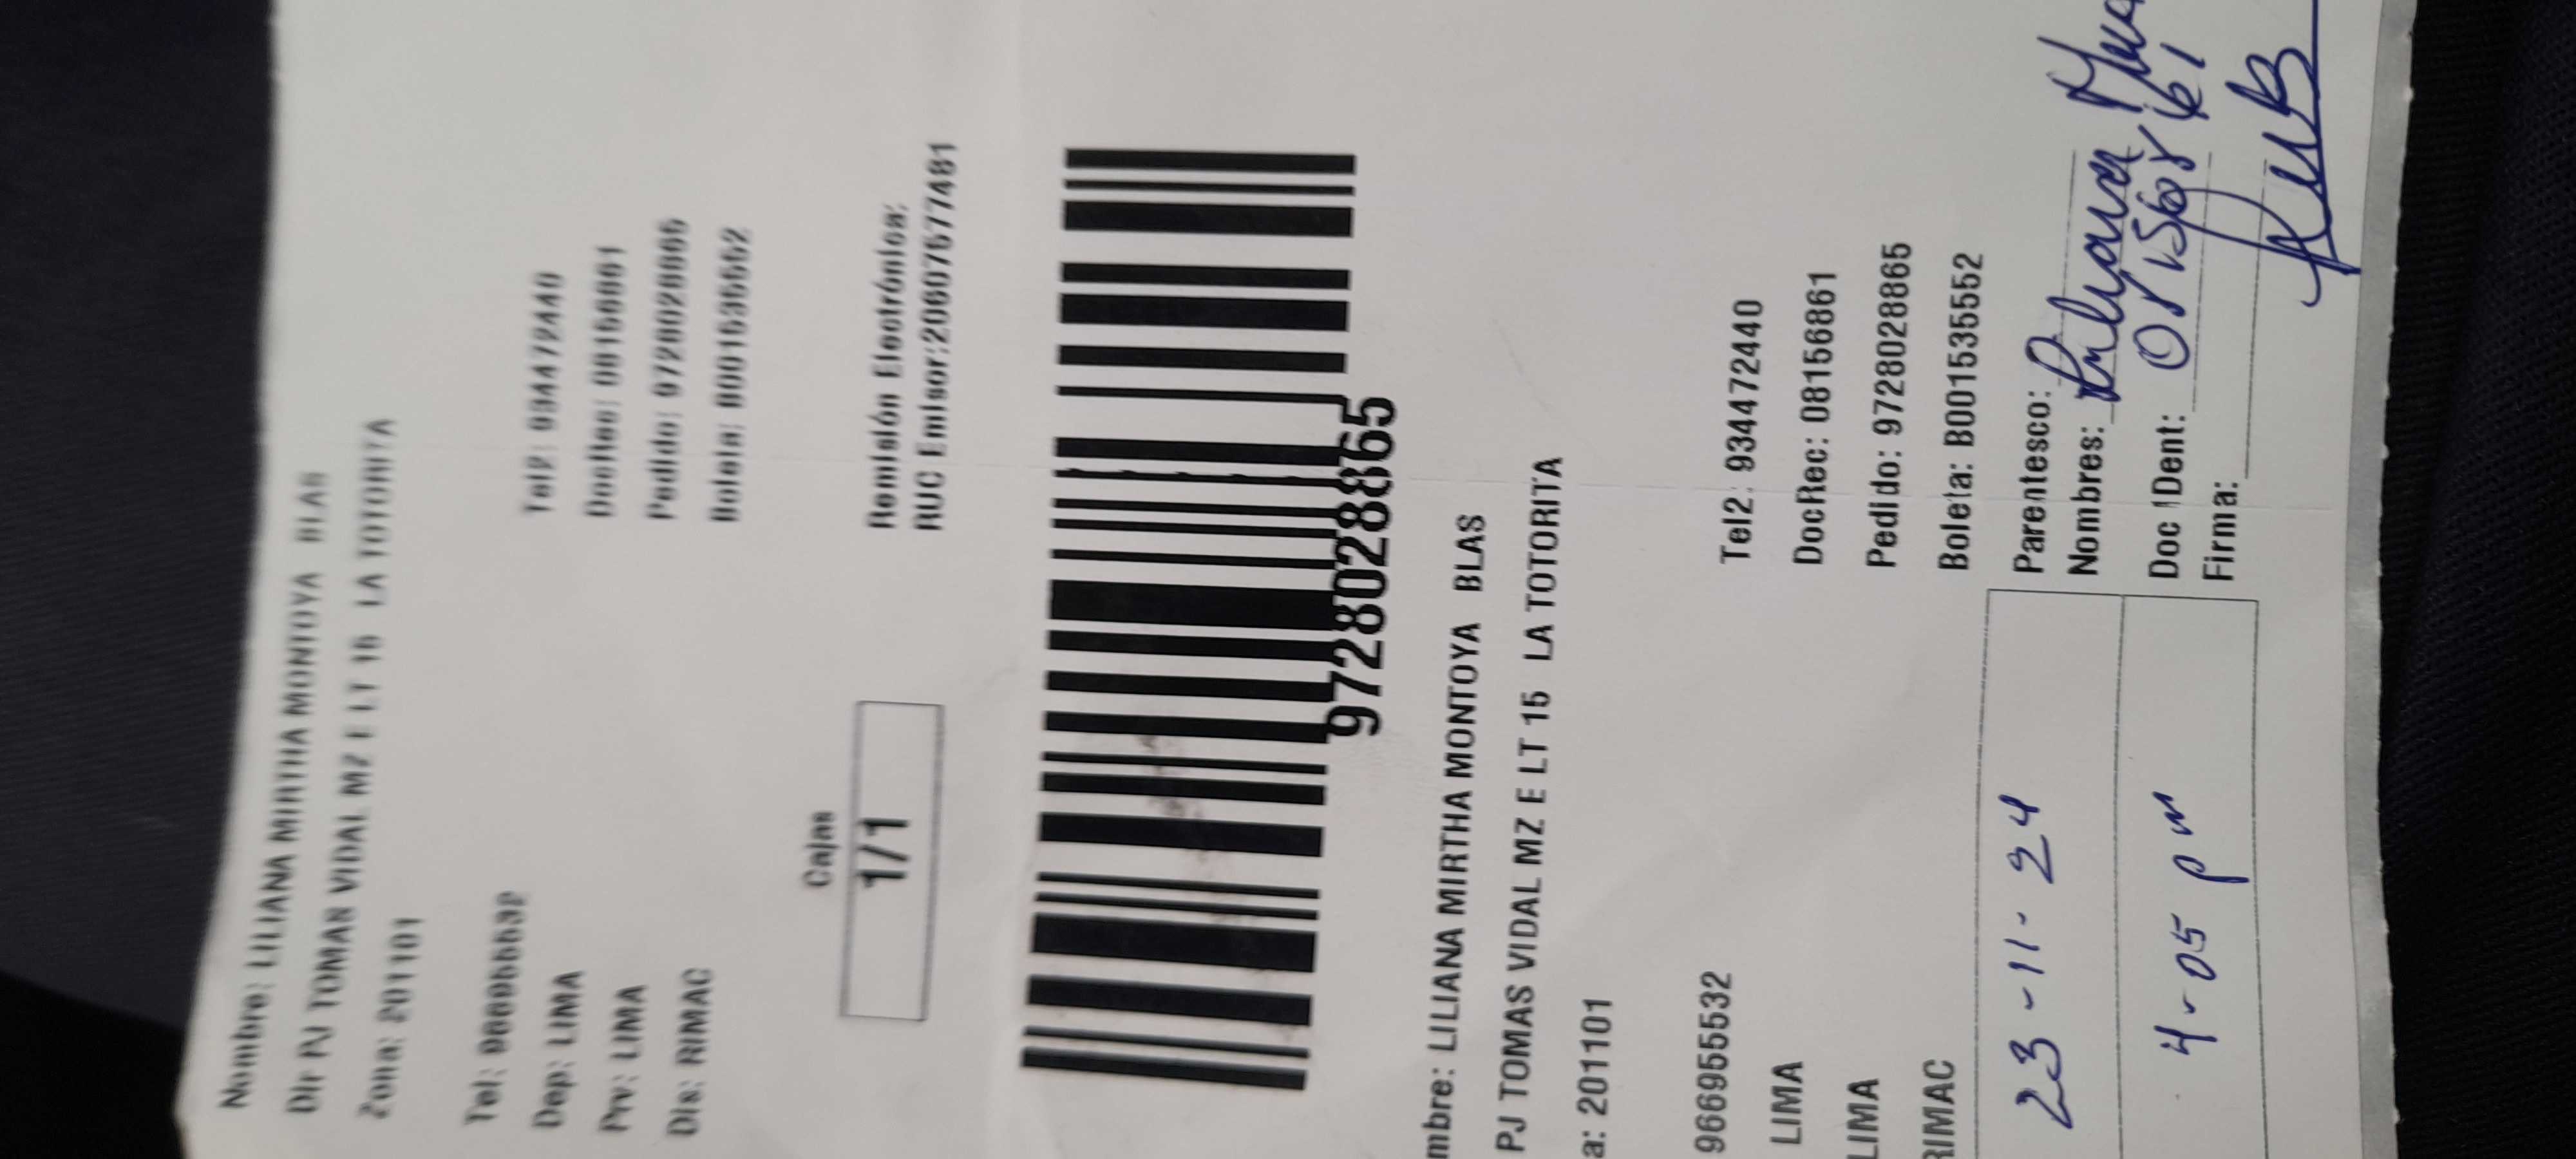 Nombre: LILIANA MIRTHA MONTOYA BLAS
Dir PJ TOMAS VIDAL MZ E LT 15 LA TOTORITA
Zona: 201101
Tel: 966955532
Tel2: 934472440
Dep: LIMA
DocRec: 08156861
Prv: LIMA
Pedido: 972802865
Dis: RIMAC
Boleta: B001535552
Cajas
1/1
Remisión Electrónica:
RUC Emisor:20607577481
9728028865
mbre: LILIANA MIRTHA MONTOYA BLAS
PJ TOMAS VIDAL MZ E LT 15 LA TOTORITA
a: 201101
966955532
Tel2: 934472440
LIMA
DocRec: 08156861
LIMA
Pedido: 9728028865
RIMAC
Boleta: B001535552
23-11-24
Parentesco:
Nombres: Liliana
4-05 pm
Doc IDent: 08156861
Firma: